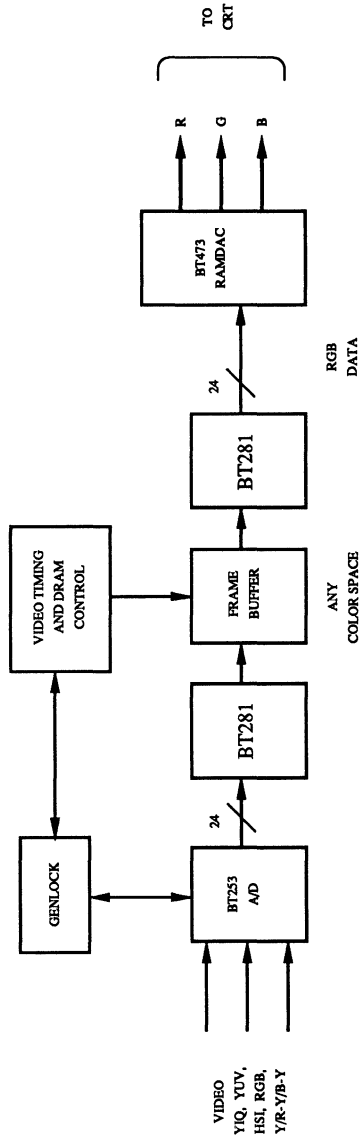 VIDEO
YIQ, YUV,
HSI, RGB,
Y/R-Y/B-Y
GENLOCK
BT253
A/D
24
BT281
VIDEO TIMING
AND DRAM
CONTROL
FRAME
BUFFER
ANY
COLOR SPACE
BT281
24
RGB
DATA
BT473
RAMDAC
R
G
B
TO
CRT